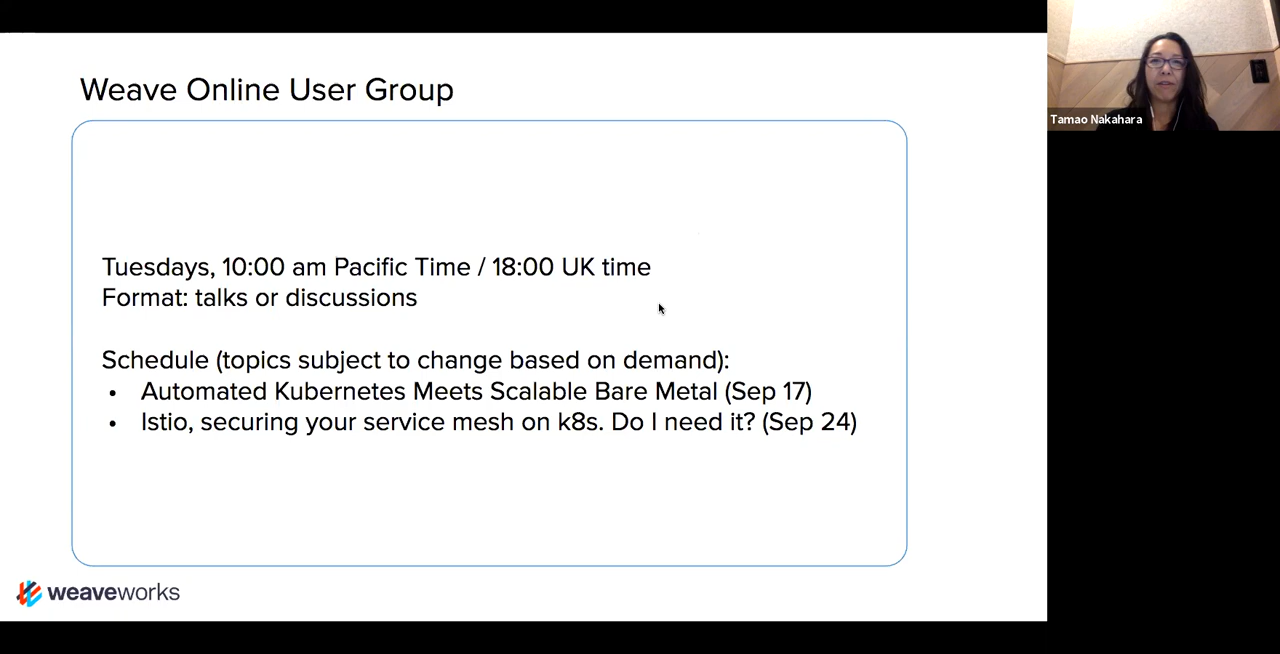 Weave Online User Group
Tamao Nakahara
Tuesdays, 10:00 am Pacific Time / 18:00 UK time
Format: talks or discussions
Schedule (topics subject to change based on demand):
• Automated Kubernetes Meets Scalable Bare Metal (Sep 17)
• Istio, securing your service mesh on k8s. Do I need it? (Sep 24)
weaveworks